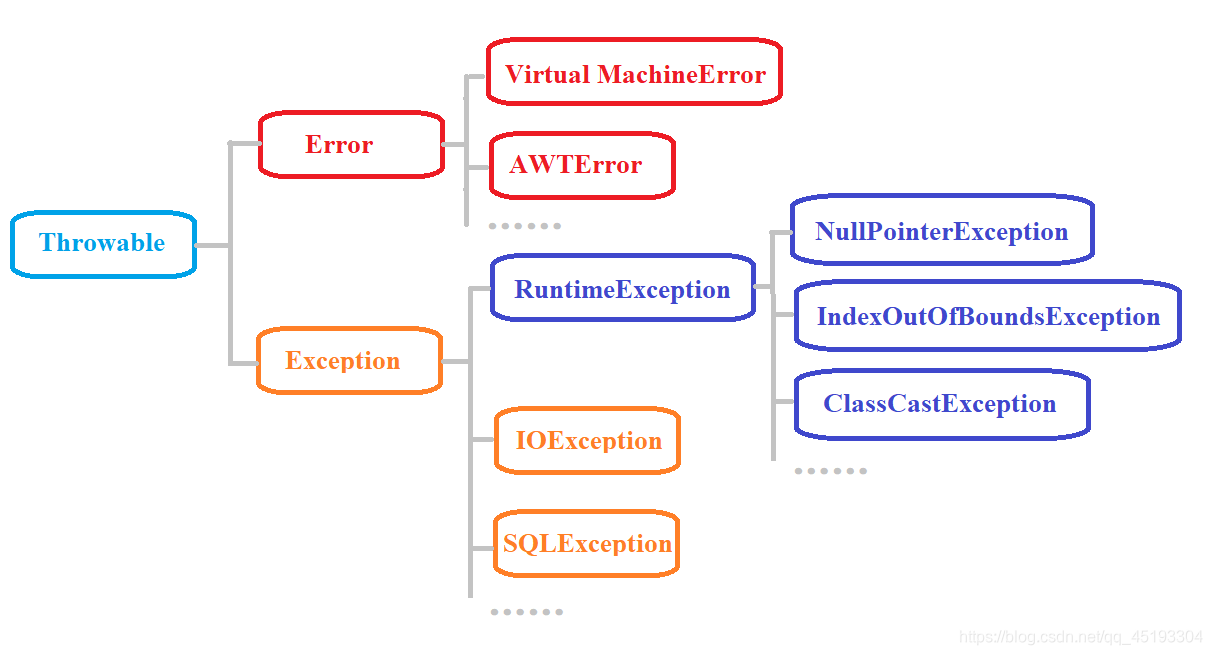 Virtual MachineError
Error
AWTError
Throwable
NullPointerException
RuntimeException
IndexOutOfBoundsException
Exception
ClassCastException
IOException
SQLException
https://blog.csdn.net/qq_45193304